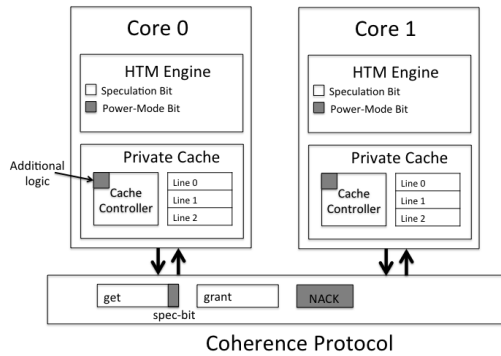 Core 0
HTM Engine
Speculation Bit
Power-Mode Bit
Private Cache
Additional
logic
Cache
Controller
Line 0
Line 1
Line 2
Core 1
HTM Engine
Speculation Bit
Power-Mode Bit
Private Cache
Cache
Controller
Line 0
Line 1
Line 2
get
grant
NACK
spec-bit
Coherence Protocol